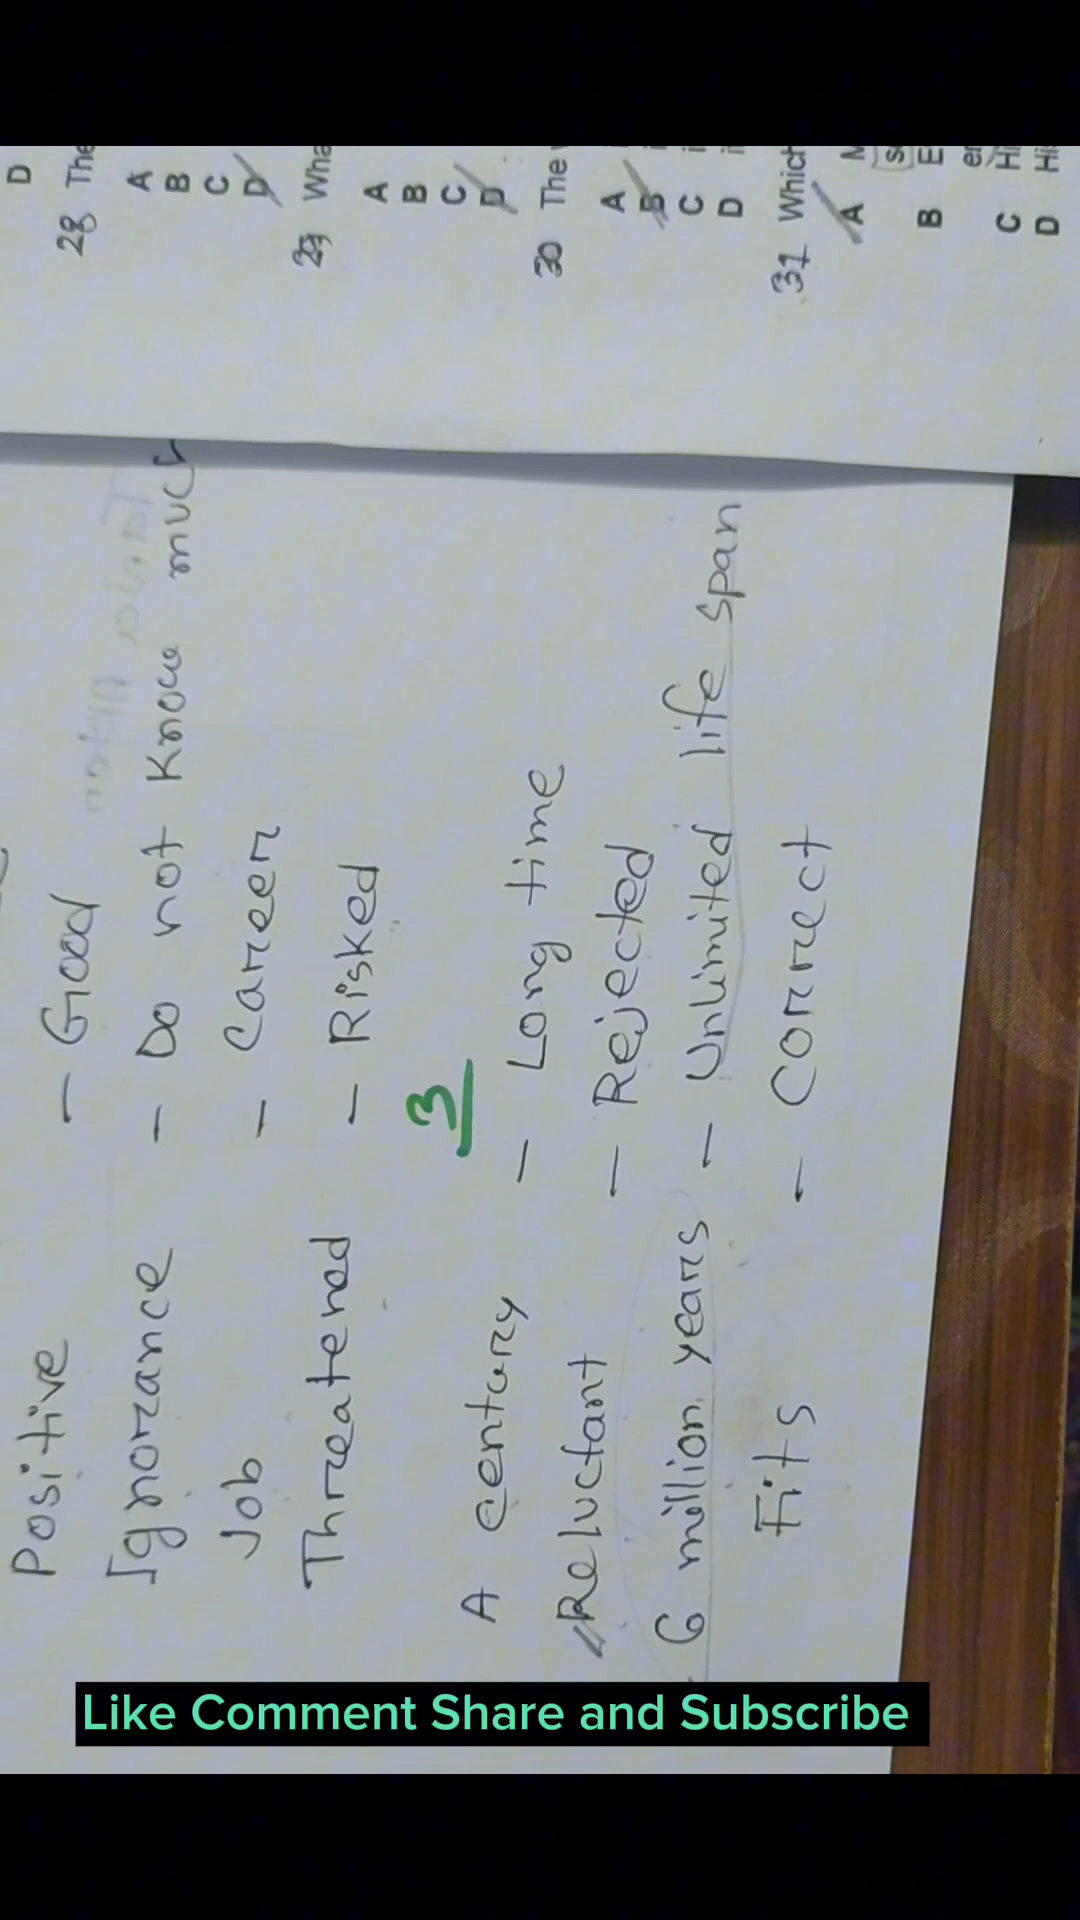 D
28 The
A
B
C
D
29 Wha
A
B
C
D
30 The
A
B
C
D
31 Which
A M
B E
C Hi
D Hi
Positive - Good
Ignorance - Do not know much
Job - Career
Threatened - Risked
3
A century - Long time
Reluctant - Rejected
6 million years - Unlimited life span
Fits - Correct
Like Comment Share and Subscribe